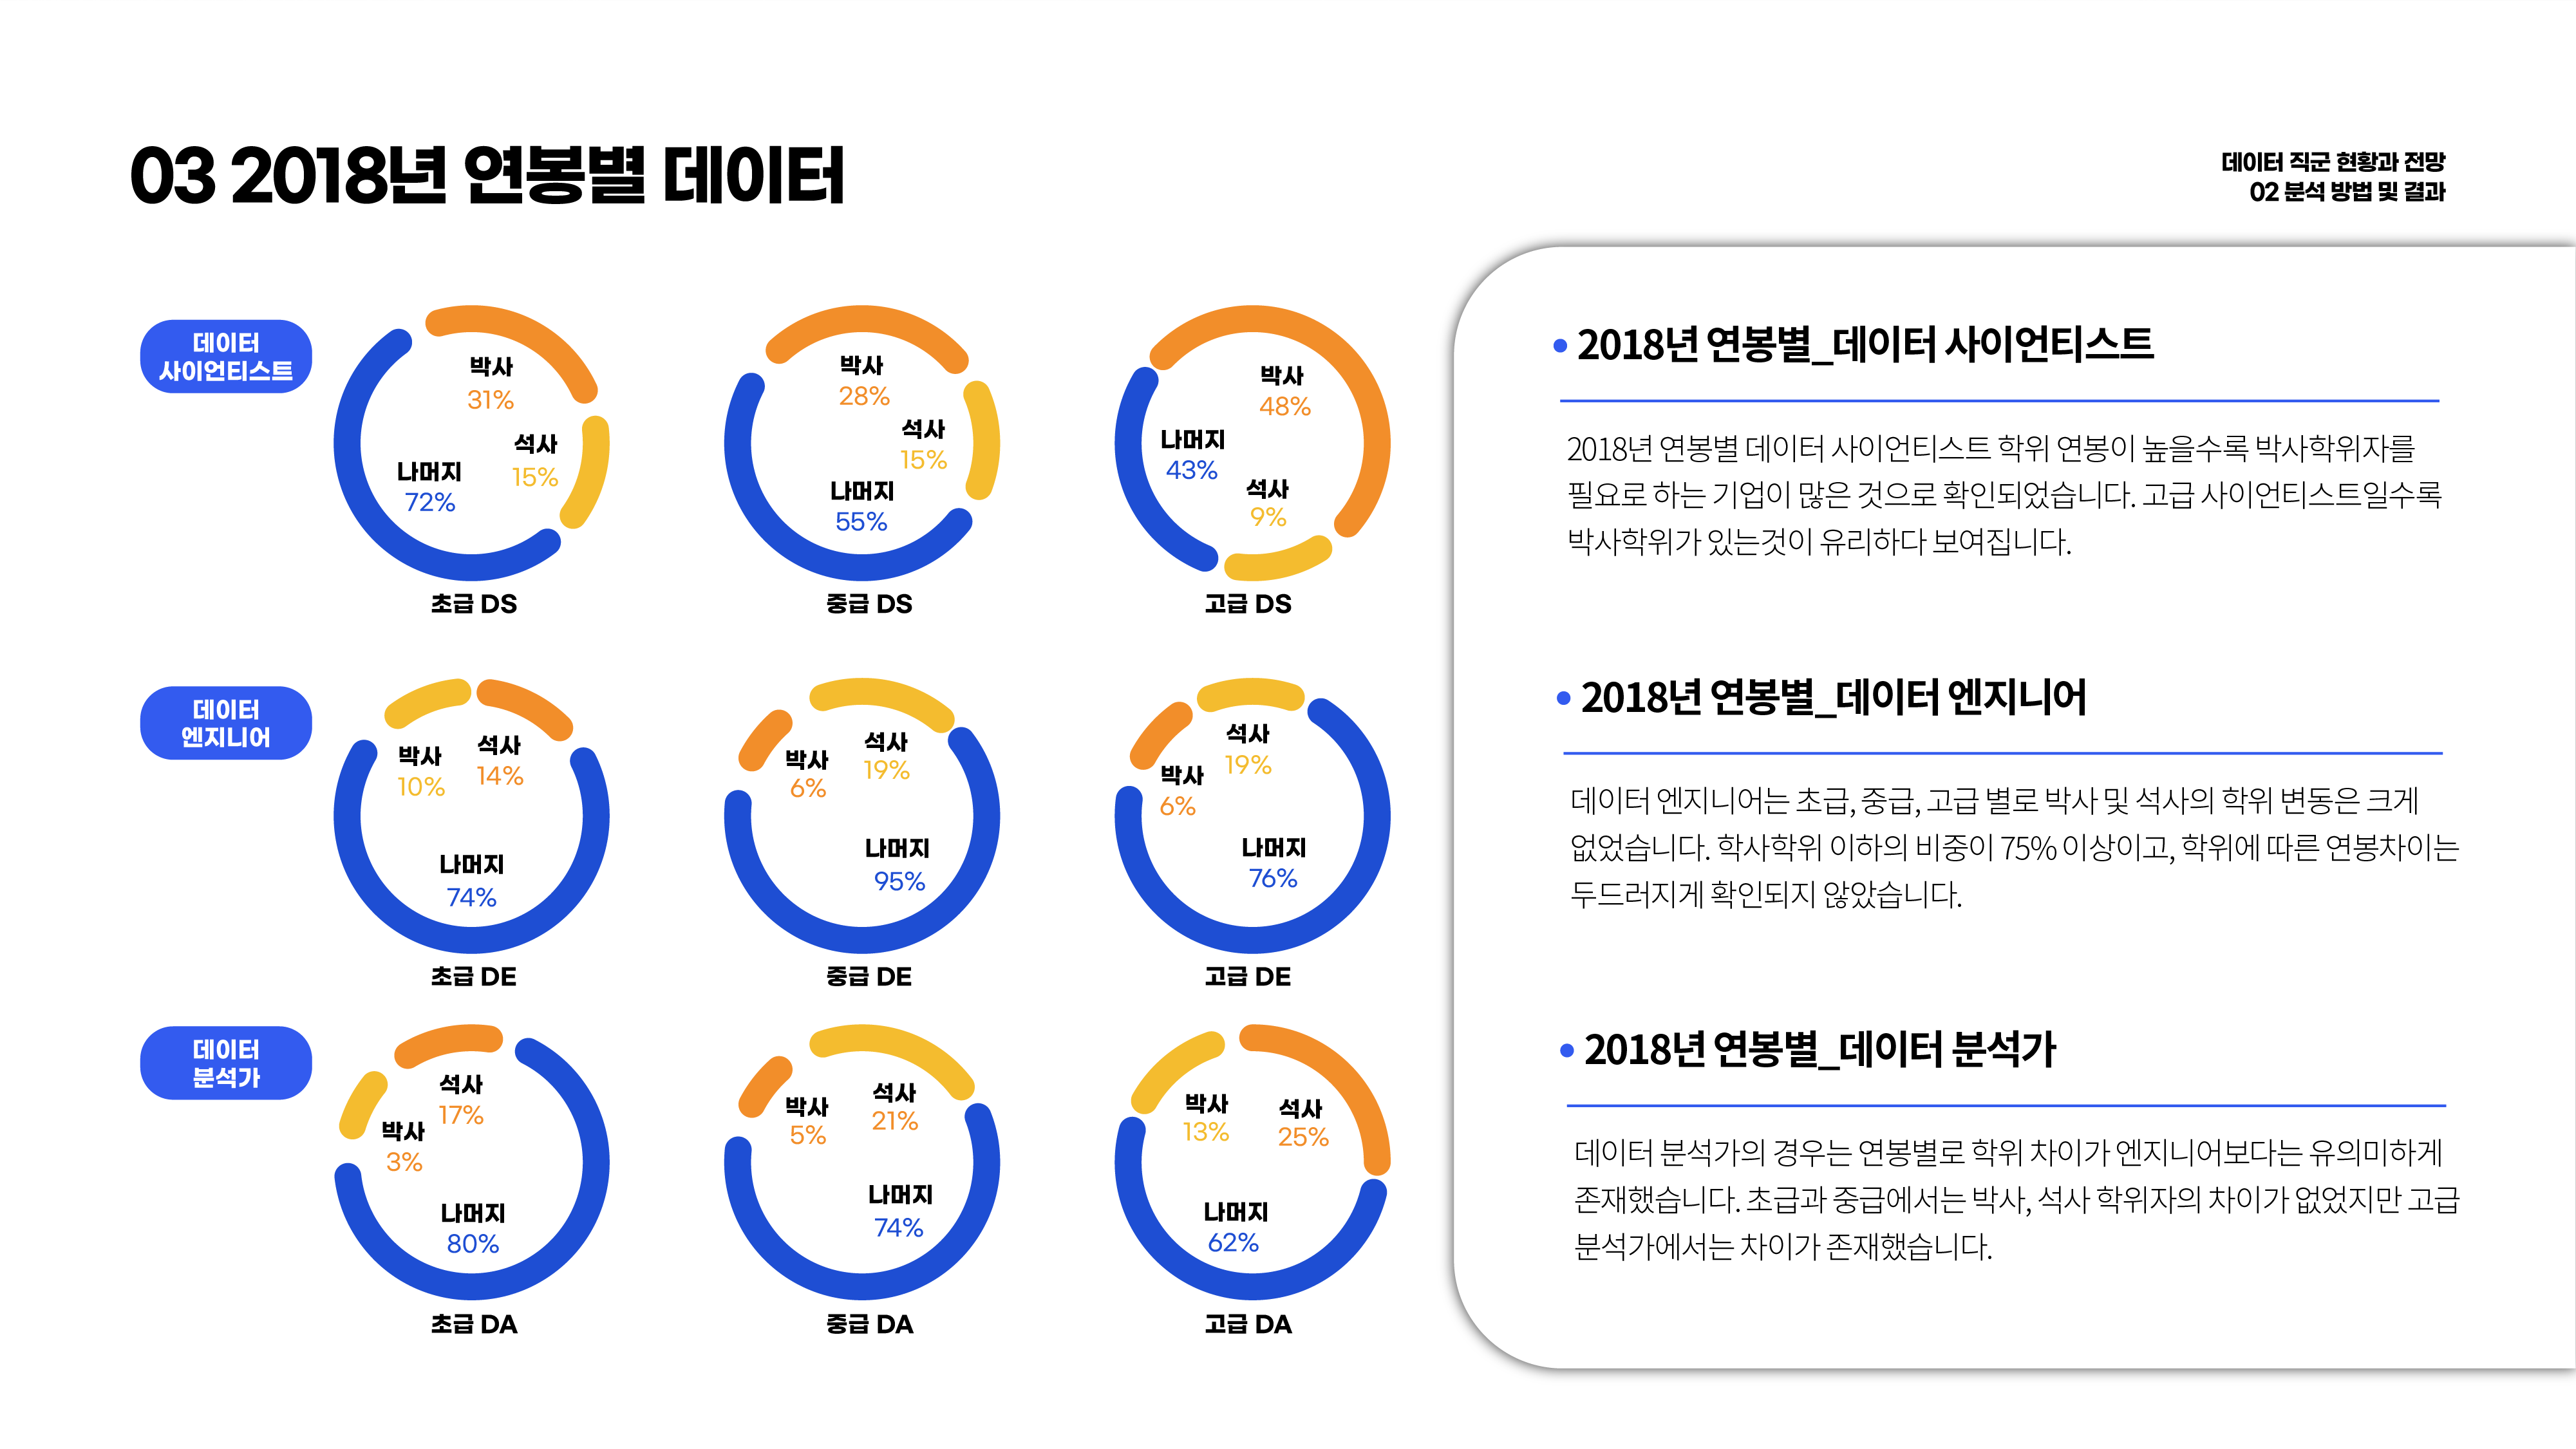 03 2018년 연봉별 데이터
데이터 직군 현황과 전망
02 분석 방법 및 결과
데이터
사이언티스트
박사
31%
석사
15%
나머지
72%
초급 DS
박사
28%
석사
15%
나머지
55%
중급 DS
박사
48%
나머지
43%
석사
9%
고급 DS
데이터
엔지니어
박사
10%
석사
14%
나머지
74%
초급 DE
박사
6%
석사
19%
나머지
95%
중급 DE
석사
19%
박사
6%
나머지
76%
고급 DE
데이터
분석가
석사
17%
박사
3%
나머지
80%
초급 DA
박사
5%
석사
21%
나머지
74%
중급 DA
박사
13%
석사
25%
나머지
62%
고급 DA
• 2018년 연봉별_데이터 사이언티스트
2018년 연봉별 데이터 사이언티스트 학위 연봉이 높을수록 박사학위자를
필요로 하는 기업이 많은 것으로 확인되었습니다. 고급 사이언티스트일수록
박사학위가 있는것이 유리하다 보여집니다.
• 2018년 연봉별_데이터 엔지니어
데이터 엔지니어는 초급, 중급, 고급 별로 박사 및 석사의 학위 변동은 크게
없었습니다. 학사학위 이하의 비중이 75% 이상이고, 학위에 따른 연봉차이는
두드러지게 확인되지 않았습니다.
• 2018년 연봉별_데이터 분석가
데이터 분석가의 경우는 연봉별로 학위 차이가 엔지니어보다는 유의미하게
존재했습니다. 초급과 중급에서는 박사, 석사 학위자의 차이가 없었지만 고급
분석가에서는 차이가 존재했습니다.